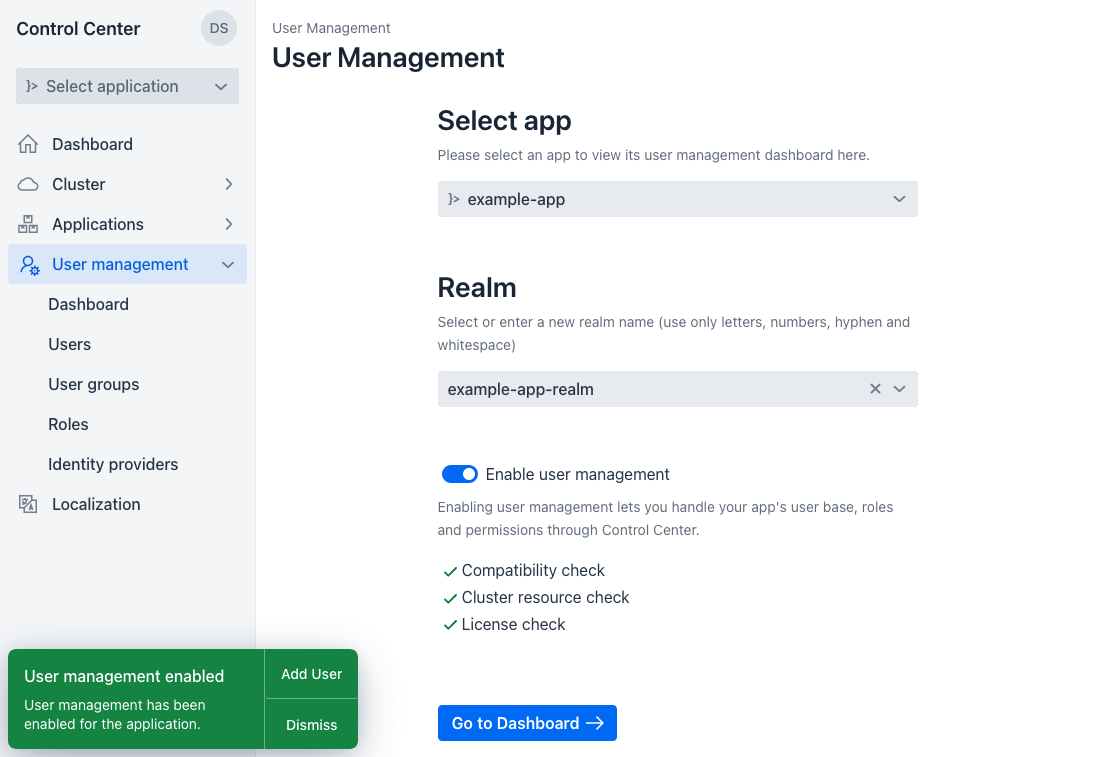 Control Center
DS
Select application
Dashboard
Cluster
Applications
User management
Dashboard
Users
User groups
Roles
Identity providers
Localization
User Management
User Management
Select app
Please select an app to view its user management dashboard here.
example-app
Realm
Select or enter a new realm name (use only letters, numbers, hyphen and
whitespace)
example-app-realm
Enable user management
Enabling user management lets you handle your app's user base, roles
and permissions through Control Center.
Compatibility check
Cluster resource check
License check
Go to Dashboard
User management enabled
User management has been
enabled for the application.
Add User
Dismiss